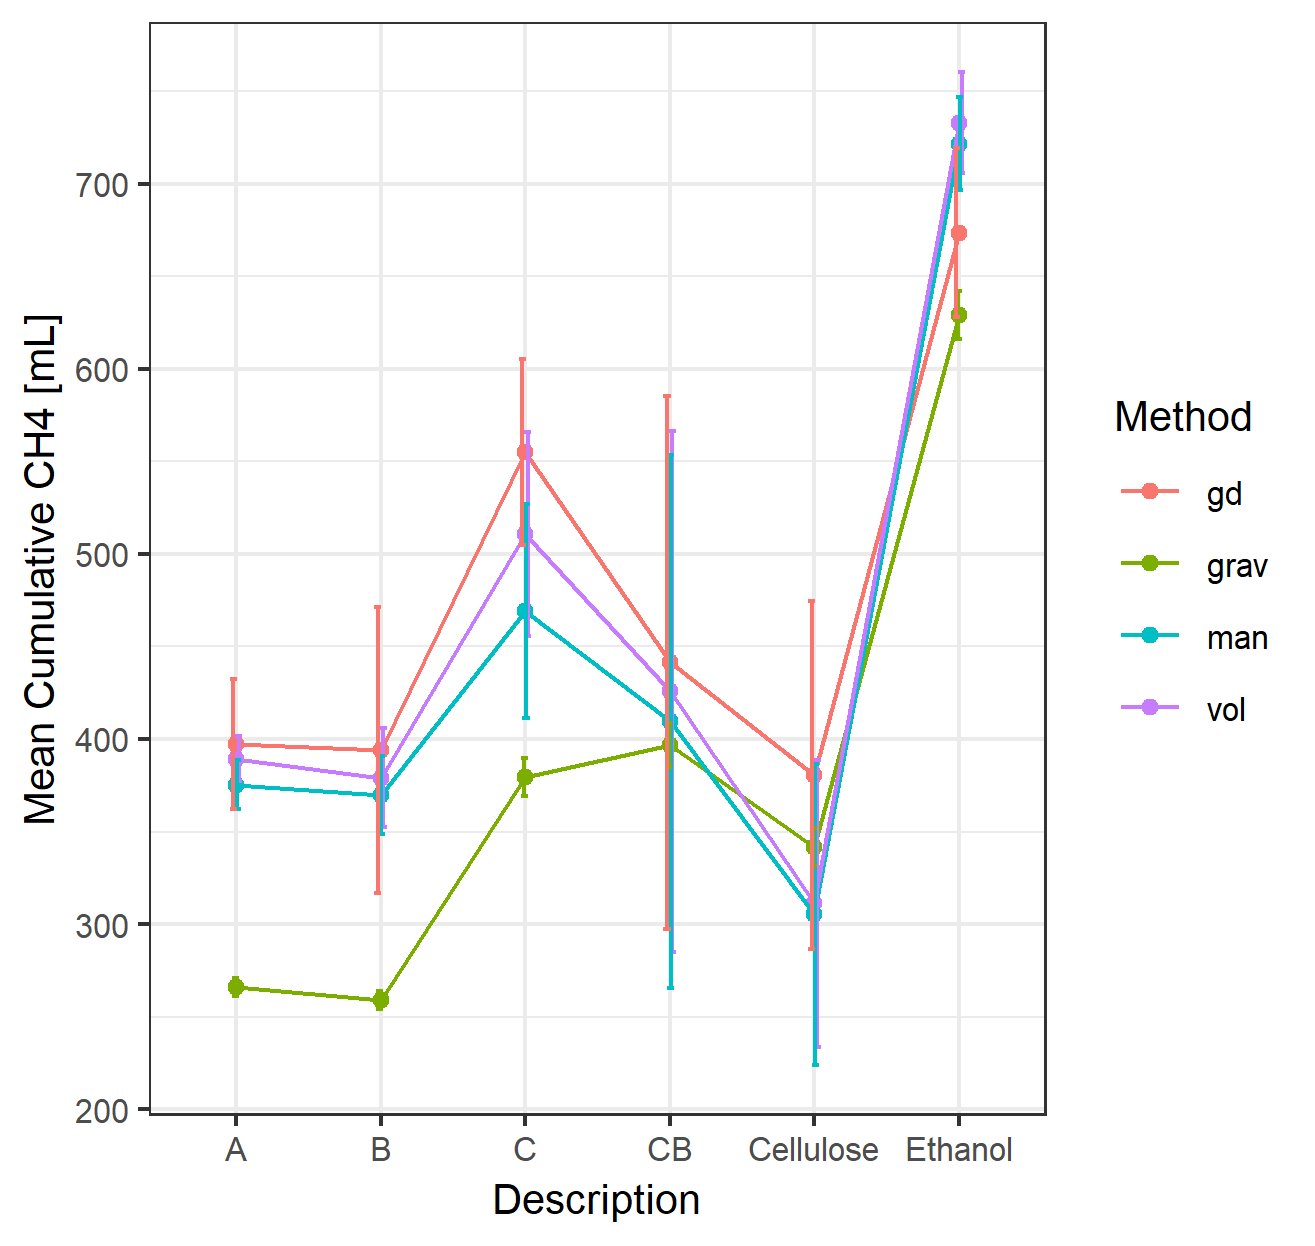 Mean Cumulative CH4 [mL]
700
600
500
400
300
200
A B C CB Cellulose Ethanol
Description
Method
gd
grav
man
vol